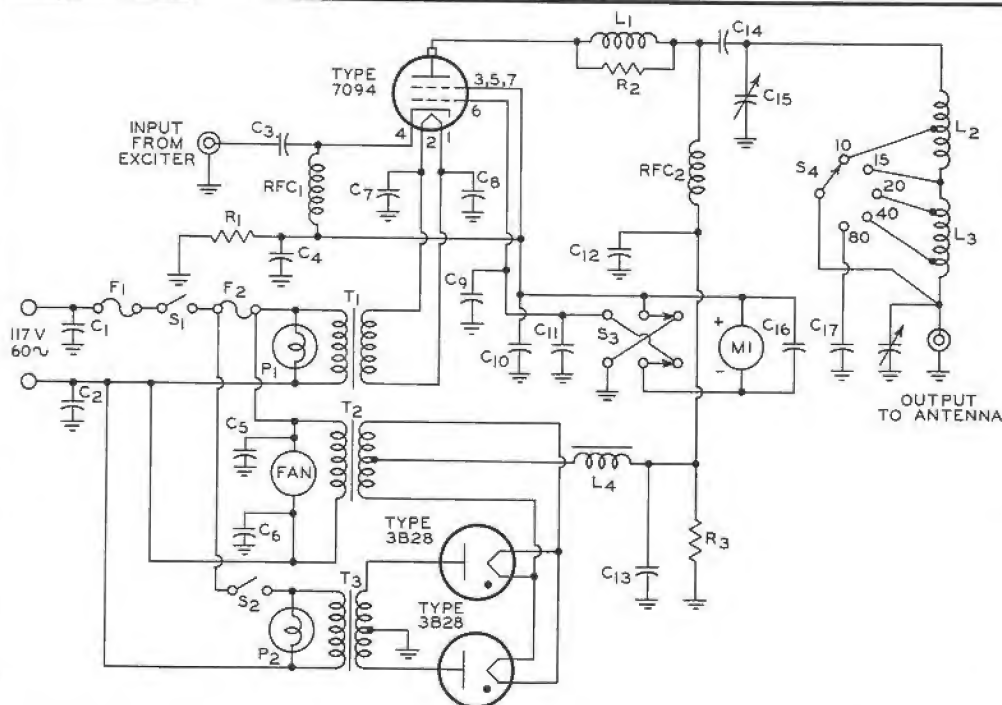 L1
C14
TYPE
7094
3,5,7
R2
C15
6
INPUT
FROM
EXCITER
C3
4
2
1
L2
10
S4
15
RFC1
C7
C8
RFC2
20
40
80
L3
R1
C4
C12
F1
F2
T1
C9
117 V
60~
C1
S1
P1
C10
C11
S3
+
M1
-
C16
C17
C2
OUTPUT
TO ANTENNA
T2
C5
FAN
L4
C6
TYPE
3B28
R3
T3
C13
S2
TYPE
3B28
P2